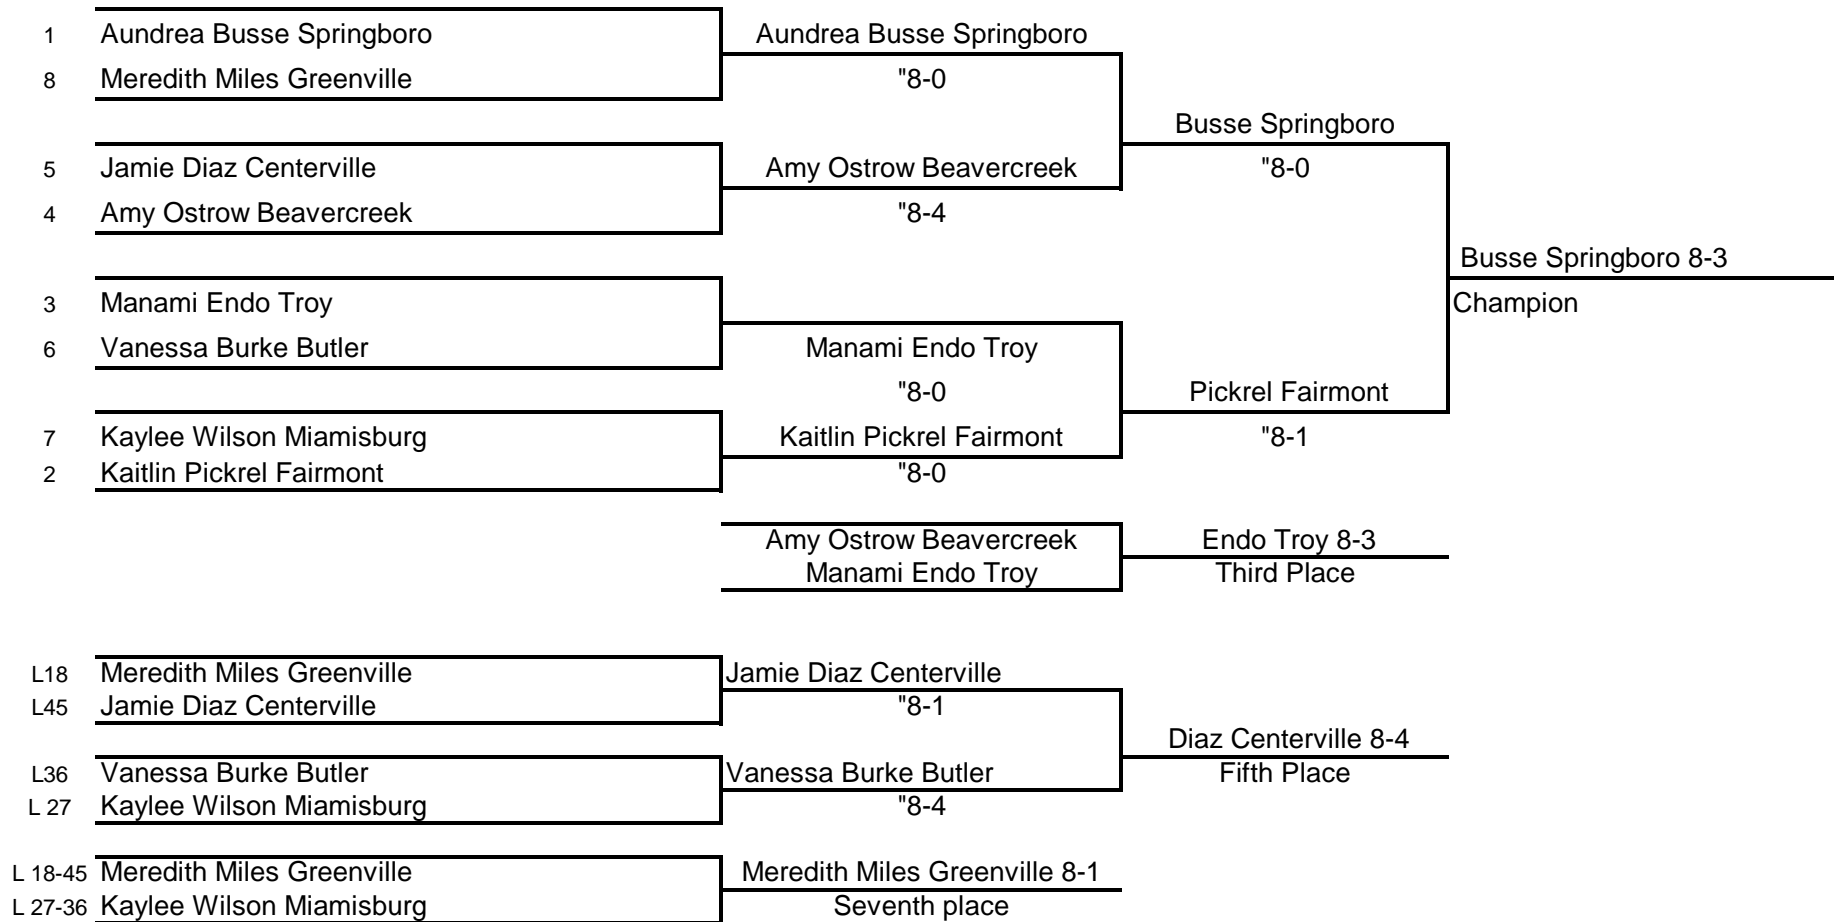 1 Aundrea Busse Springboro Aundrea Busse Springboro
8 Meredith Miles Greenville "8-0
Busse Springboro
5 Jamie Diaz Centerville Amy Ostrow Beavercreek "8-0
4 Amy Ostrow Beavercreek "8-4
Busse Springboro 8-3
3 Manami Endo Troy Champion
6 Vanessa Burke Butler Manami Endo Troy
"8-0 Pickrel Fairmont
7 Kaylee Wilson Miamisburg Kaitlin Pickrel Fairmont "8-1
2 Kaitlin Pickrel Fairmont "8-0
Amy Ostrow Beavercreek Endo Troy 8-3
Manami Endo Troy Third Place
L18 Meredith Miles Greenville Jamie Diaz Centerville
L45 Jamie Diaz Centerville "8-1
Diaz Centerville 8-4
L36 Vanessa Burke Butler Vanessa Burke Butler Fifth Place
L 27 Kaylee Wilson Miamisburg "8-4
L 18-45 Meredith Miles Greenville Meredith Miles Greenville 8-1
L 27-36 Kaylee Wilson Miamisburg Seventh place